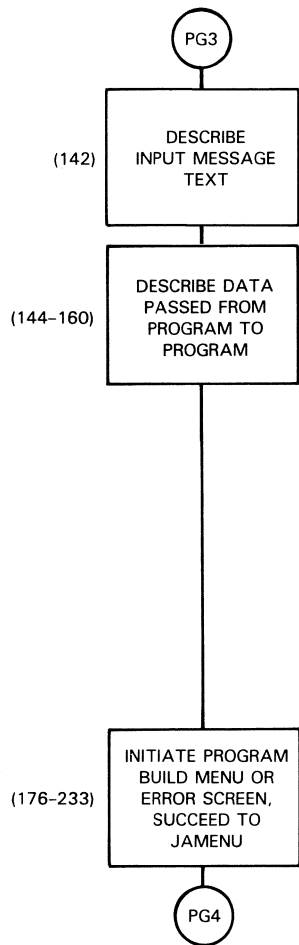 PG3
(142)
DESCRIBE
INPUT MESSAGE
TEXT
(144-160)
DESCRIBE DATA
PASSED FROM
PROGRAM TO
PROGRAM
(176-233)
INITIATE PROGRAM
BUILD MENU OR
ERROR SCREEN,
SUCCEED TO
JAMENU
PG4